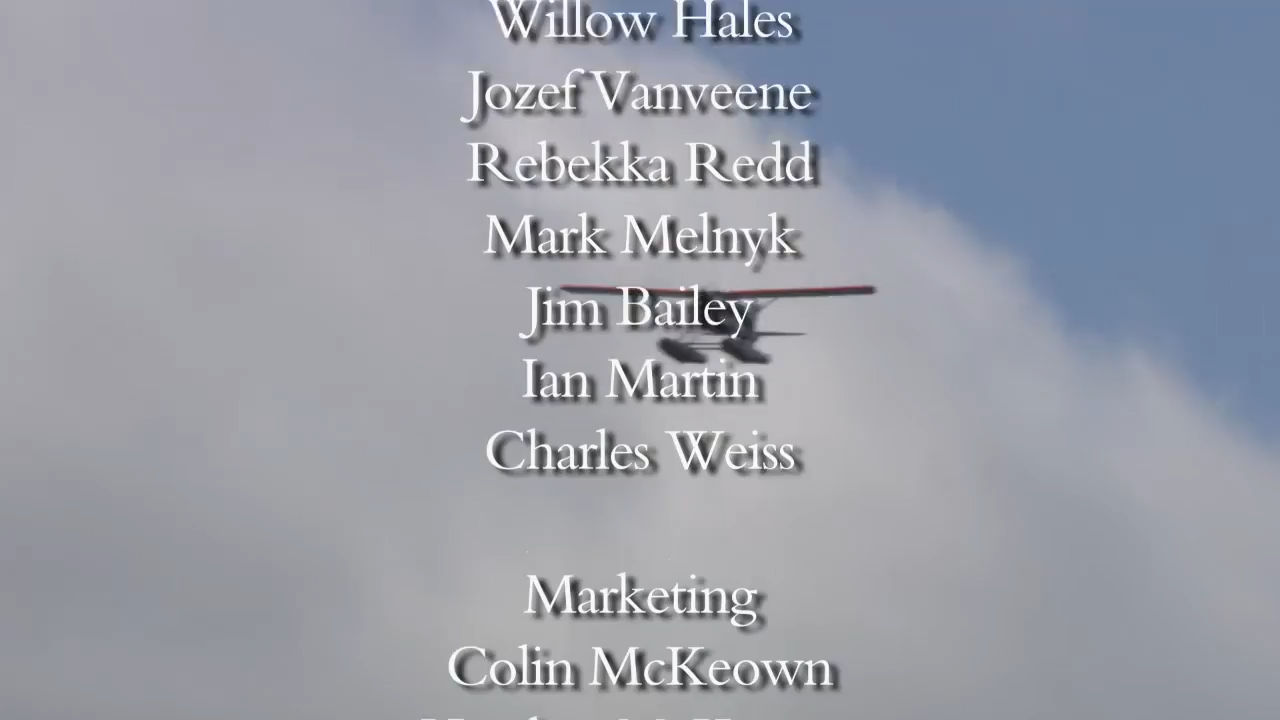 Willow Hales
Jozef Vanveene
Rebekka Redd
Mark Melnyk
Jim Bailey
Ian Martin
Charles Weiss
Marketing
Colin McKeown